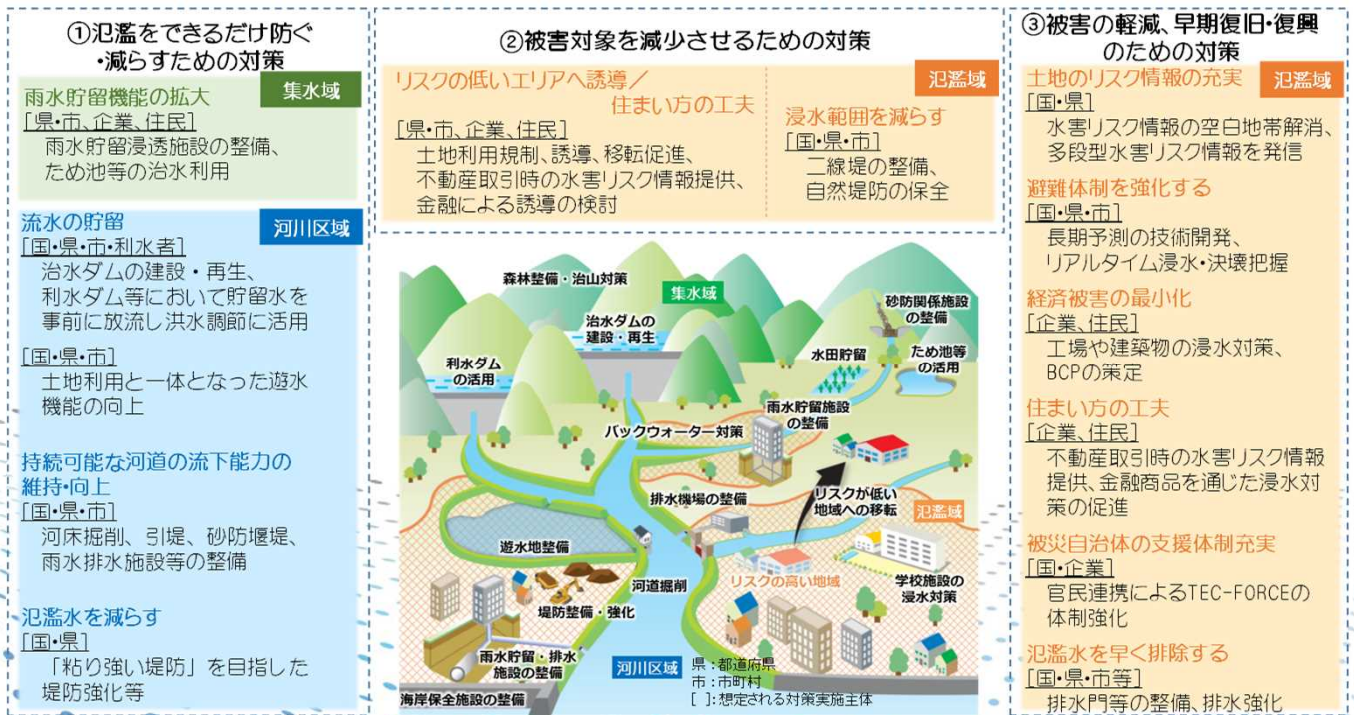 ①氾濫をできるだけ防ぐ
・減らすための対策
集水域
雨水貯留機能の拡大
[県・市、企業、住民]
雨水貯留浸透施設の整備、
ため池等の治水利用
河川区域
流水の貯留
[国・県・市・利水者]
治水ダムの建設・再生、
利水ダム等において貯留水を
事前に放流し洪水調節に活用
[国・県・市]
土地利用と一体となった遊水
機能の向上
持続可能な河道の流下能力の
維持・向上
[国・県・市]
河床掘削、引堤、砂防堰堤、
雨水排水施設等の整備
氾濫水を減らす
[国・県]
「粘り強い堤防」を目指した
堤防強化等
②被害対象を減少させるための対策
氾濫域
リスクの低いエリアへ誘導／
住まい方の工夫
[県・市、企業、住民]
土地利用規制、誘導、移転促進、
不動産取引時の水害リスク情報提供、
金融による誘導の検討
浸水範囲を減らす
[国・県・市]
二線堤の整備、
自然堤防の保全
森林整備・治山対策
集水域
砂防関係施設
の整備
治水ダムの
建設・再生
水田貯留
ため池等
の活用
利水ダム
の活用
雨水貯留施設
の整備
バックウォーター対策
排水機場の整備
リスクが低い
地域への移転
氾濫域
遊水地整備
河道掘削
リスクの高い地域
学校施設の
浸水対策
堤防整備・強化
雨水貯留・排水
施設の整備
河川区域
県：都道府県
市：市町村
[ ]：想定される対策実施主体
海岸保全施設の整備
③被害の軽減、早期復旧・復興
のための対策
氾濫域
土地のリスク情報の充実
[国・県]
水害リスク情報の空白地帯解消、
多段型水害リスク情報を発信
避難体制を強化する
[国・県・市]
長期予測の技術開発、
リアルタイム浸水・決壊把握
経済被害の最小化
[企業、住民]
工場や建築物の浸水対策、
BCPの策定
住まい方の工夫
[企業、住民]
不動産取引時の水害リスク情報
提供、金融商品を通じた浸水対
策の促進
被災自治体の支援体制充実
[国・企業]
官民連携によるTEC-FORCEの
体制強化
氾濫水を早く排除する
[国・県・市等]
排水門等の整備、排水強化